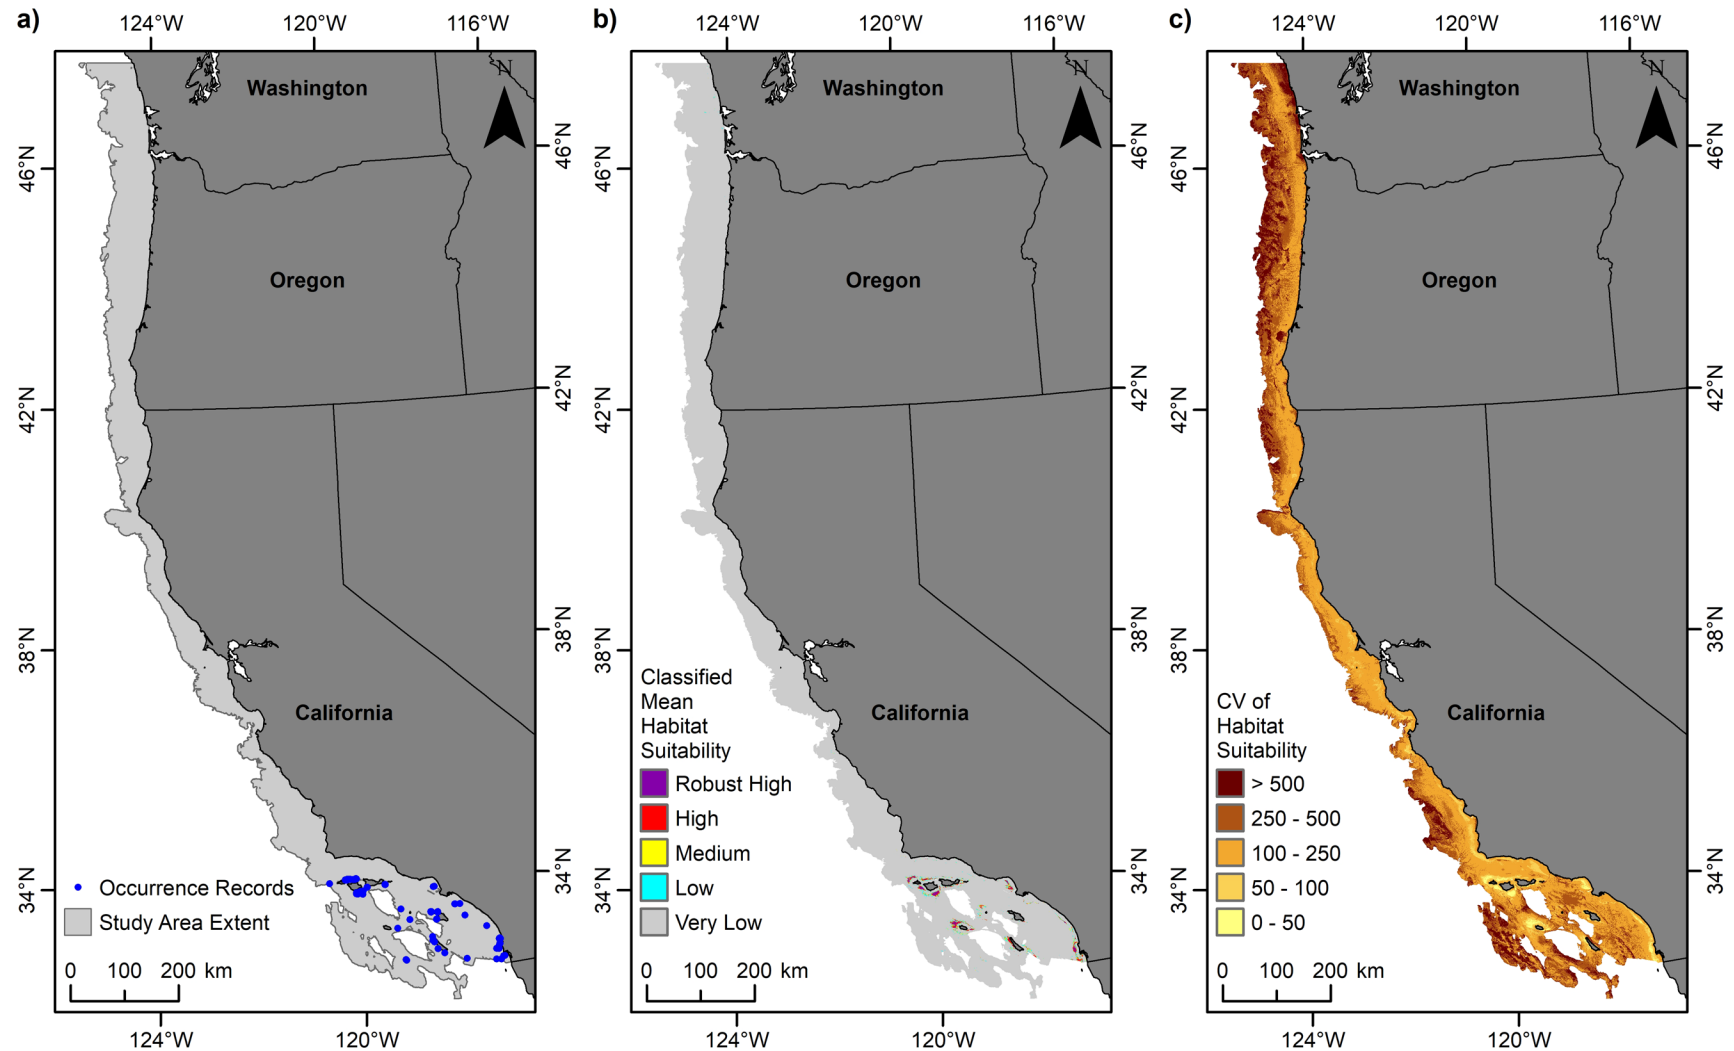 a)
124°W 120°W 116°W
N
Washington
46°N
46°N
Oregon
42°N
42°N
38°N
38°N
California
34°N
34°N
Occurrence Records
Study Area Extent
0 100 200 km
124°W 120°W
b)
124°W 120°W 116°W
N
Washington
46°N
46°N
Oregon
42°N
42°N
38°N
38°N
Classified
Mean
Habitat
Suitability
California
Robust High
High
Medium
Low
Very Low
34°N
34°N
0 100 200 km
124°W 120°W
c)
124°W 120°W 116°W
N
Washington
46°N
46°N
Oregon
42°N
42°N
38°N
38°N
CV of
Habitat
Suitability
California
> 500
250 - 500
100 - 250
50 - 100
0 - 50
34°N
34°N
0 100 200 km
124°W 120°W